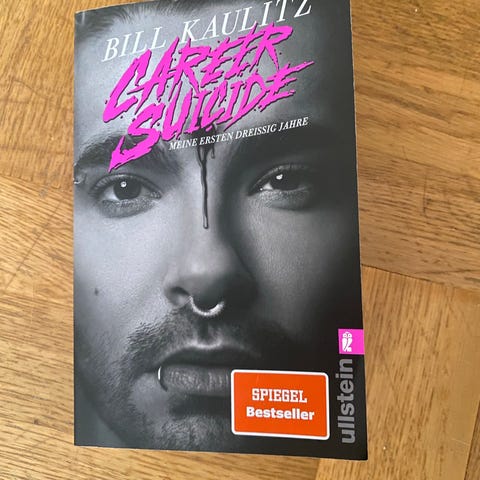 BILL KAULITZ
CAREER
SUICIDE
MEINE ERSTEN DREISSIG JAHRE
SPIEGEL
Bestseller
ullstein